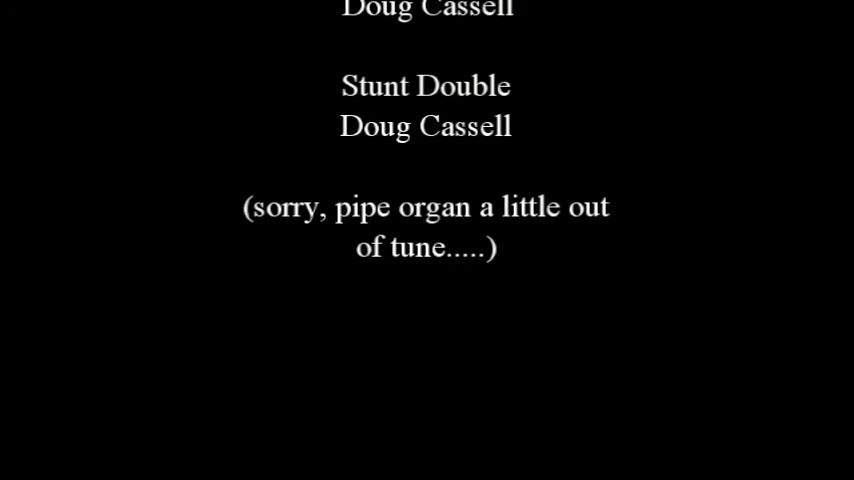 Doug Cassell
Stunt Double
Doug Cassell
(sorry, pipe organ a little out
of tune.....)